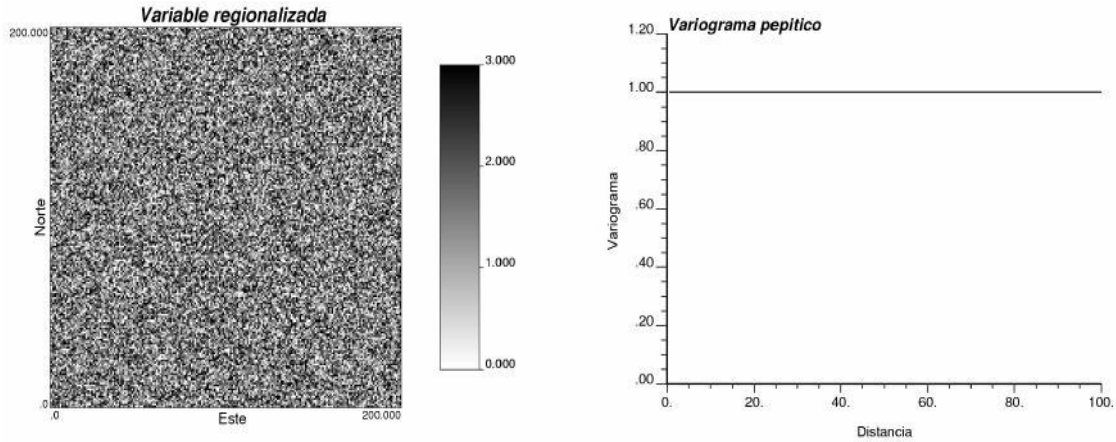 Variable regionalizada
200.000
Norte
.0
.0
Este
200.000
3.000
2.000
1.000
0.000
Variograma pepitico
1.20
1.00
.80
.60
.40
.20
.00
Variograma
0. 20. 40. 60. 80. 100.
Distancia